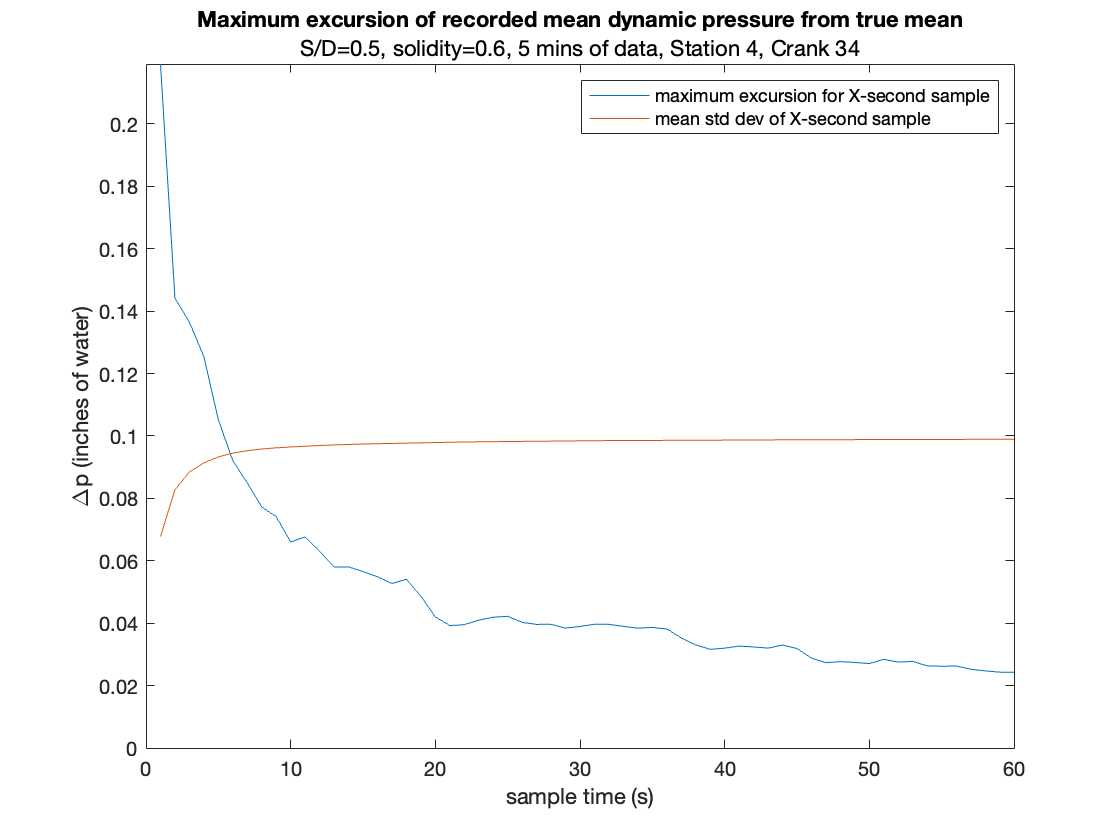 Maximum excursion of recorded mean dynamic pressure from true mean
S/D=0.5, solidity=0.6, 5 mins of data, Station 4, Crank 34
maximum excursion for X-second sample
mean std dev of X-second sample
Δp (inches of water)
0.2
0.18
0.16
0.14
0.12
0.1
0.08
0.06
0.04
0.02
0
0 10 20 30 40 50 60
sample time (s)